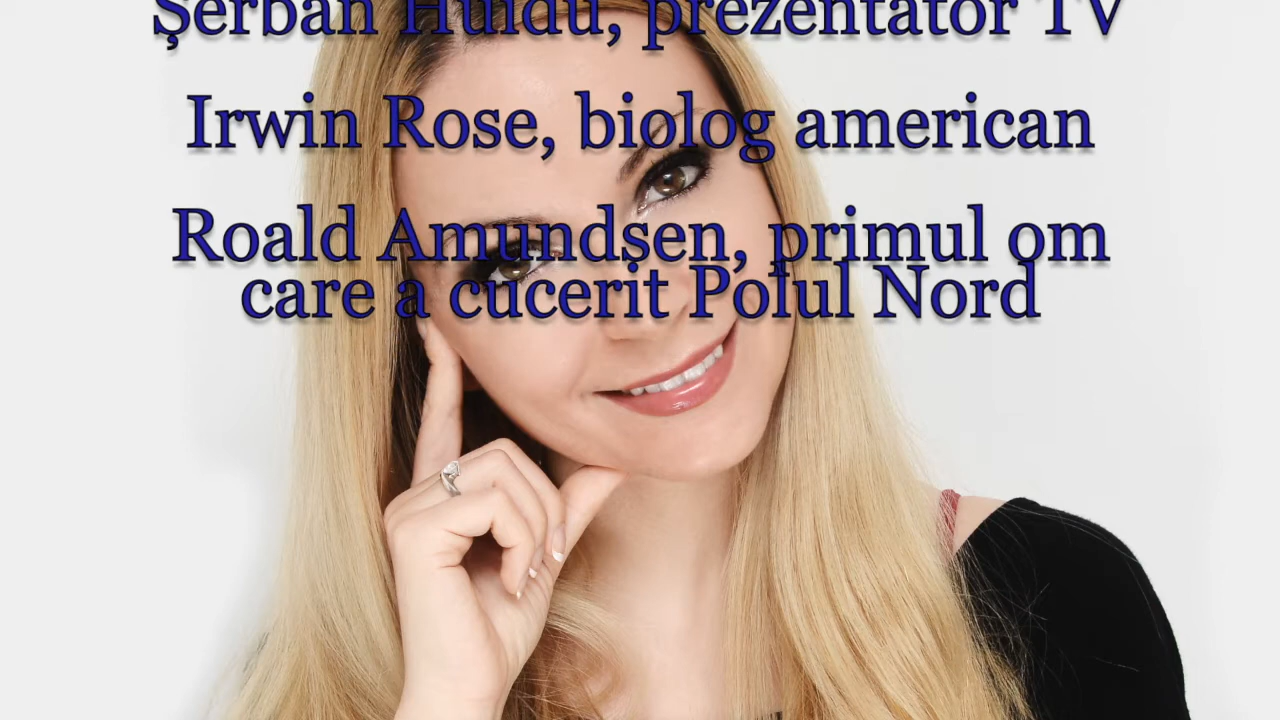 Șerban Huidu, prezentator TV
Irwin Rose, biolog american
Roald Amundsen, primul om
care a cucerit Polul Nord